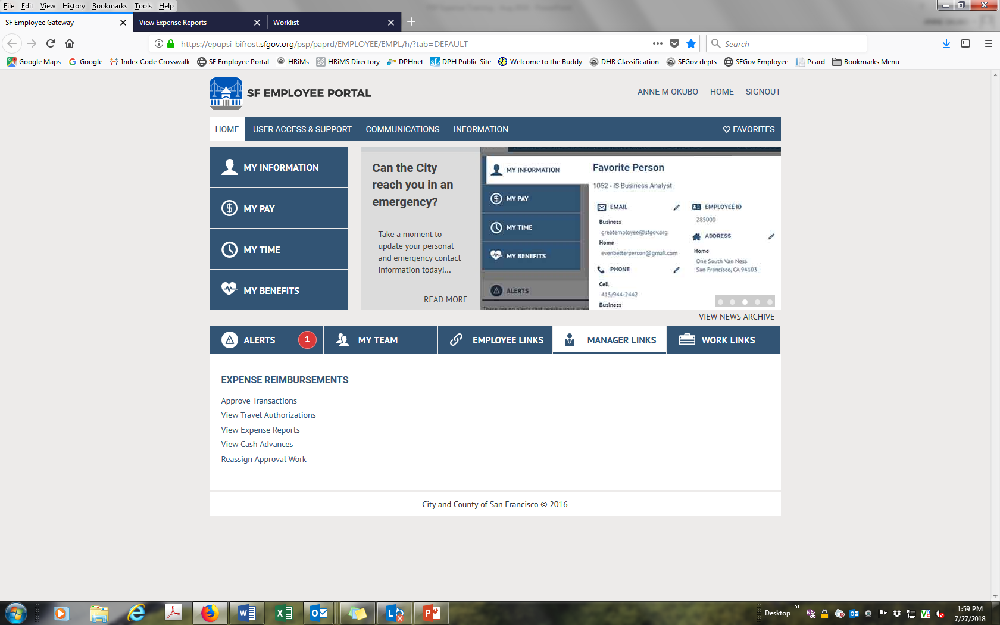 File Edit View History Bookmarks Tools Help
SF Employee Gateway
View Expense Reports
Worklist
https://epupsi-bifrost.sfgov.org/psp/paprd/EMPLOYEE/EMPL/h/?tab=DEFAULT
Search
Google Maps Google Index Code Crosswalk SF Employee Portal HRiMs HRiMS Directory DPHnet DPH Public Site Welcome to the Buddy DHR Classification SFGov depts SFGov Employee Pcard Bookmarks Menu
SF EMPLOYEE PORTAL
ANNE M OKUBO HOME SIGNOUT
HOME USER ACCESS & SUPPORT COMMUNICATIONS INFORMATION FAVORITES
MY INFORMATION
MY PAY
MY TIME
MY BENEFITS
Can the City
reach you in an
emergency?
Take a moment to
update your personal
and emergency contact
information today!...
READ MORE
MY INFORMATION
MY PAY
MY TIME
MY BENEFITS
ALERTS
There are no alerts that require your atte
Favorite Person
1052 - IS Business Analyst
EMAIL
Business
greatemployee@sfgov.org
Home
evenbetterperson@gmail.com
PHONE
Cell
415/944-2442
Business
EMPLOYEE ID
285000
ADDRESS
Home
One South Van Ness
San Francisco, CA 94103
VIEW NEWS ARCHIVE
ALERTS 1 MY TEAM EMPLOYEE LINKS MANAGER LINKS WORK LINKS
EXPENSE REIMBURSEMENTS
Approve Transactions
View Travel Authorizations
View Expense Reports
View Cash Advances
Reassign Approval Work
City and County of San Francisco © 2016
Desktop
1:59 PM
7/27/2018